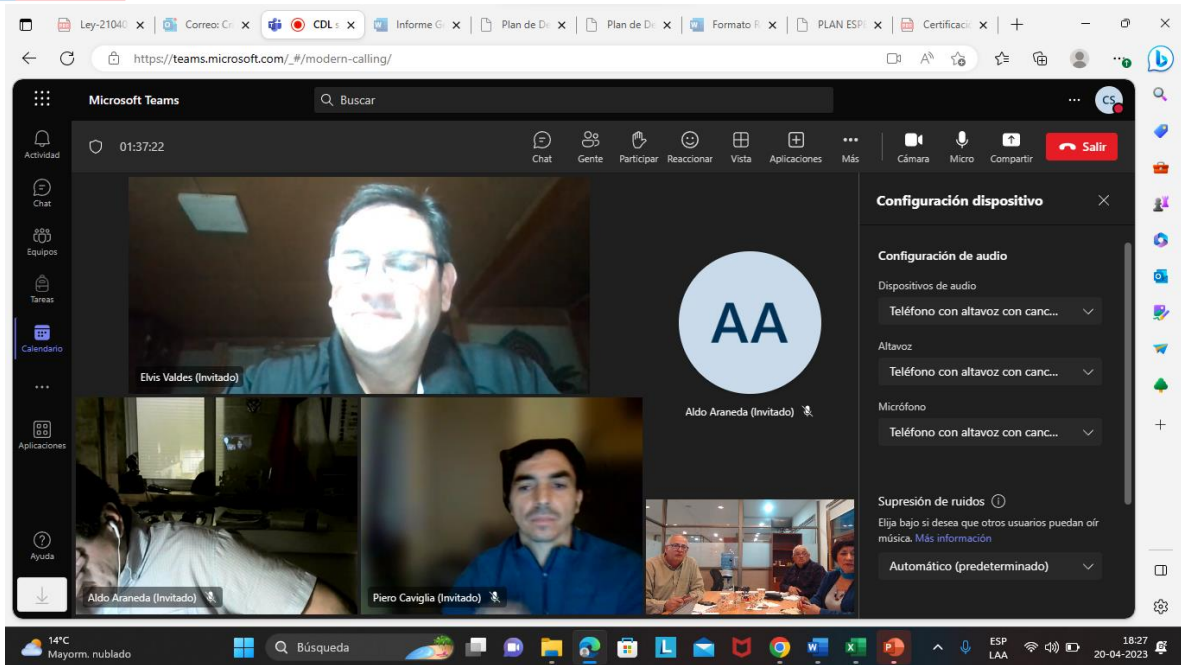 Ley-21040
Correo: Co
CDL s
Informe G
Plan de De
Plan de De
Formato R
PLAN ESPE
Certificació
https://teams.microsoft.com/_#/modern-calling/
Microsoft Teams
Buscar
CS
01:37:22
Chat
Gente
Participar
Reaccionar
Vista
Aplicaciones
Más
Cámara
Micro
Compartir
Salir
Actividad
Chat
Equipos
Tareas
Calendario
Aplicaciones
Ayuda
Elvis Valdes (Invitado)
AA
Aldo Araneda (Invitado)
Aldo Araneda (Invitado)
Piero Caviglia (Invitado)
Configuración dispositivo
Configuración de audio
Dispositivos de audio
Teléfono con altavoz con canc...
Altavoz
Teléfono con altavoz con canc...
Micrófono
Teléfono con altavoz con canc...
Supresión de ruidos
Elija bajo si desea que otros usuarios puedan oír
música. Más información
Automático (predeterminado)
14°C
Mayorm. nublado
Búsqueda
ESP
LAA
18:27
20-04-2023